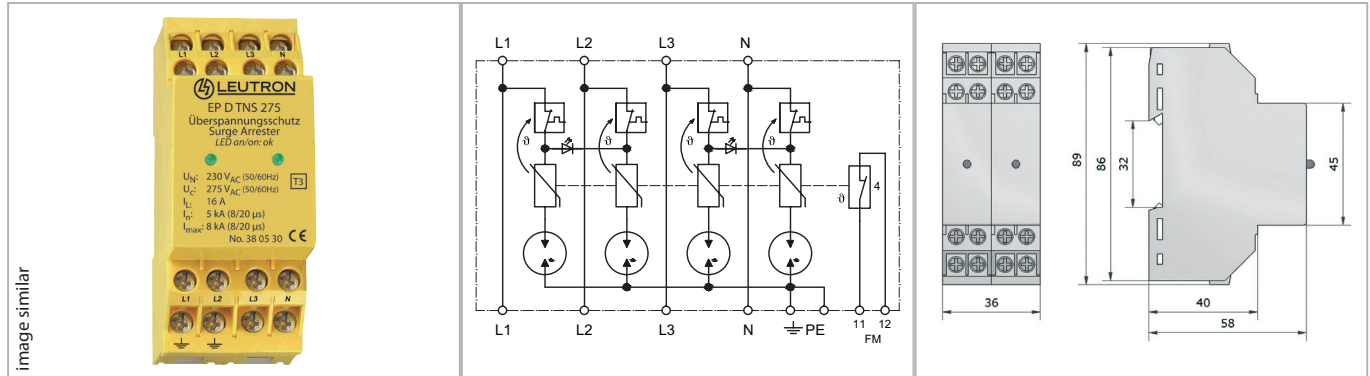 image similar
L1 L2 L3 N
LEUTRON
EP D TNS 275
Überspannungsschutz
Surge Arrester
LED an/on: ok
UN: 230 VAC (50/60Hz)
Uc: 275 VAC (50/60Hz)
T3
IL: 16 A
In: 5 kA (8/20 µs)
Imax: 8 kA (8/20 µs)
No. 38 05 30 CE
L1 L2 L3 N
L1 L2 L3 N
ϑ ϑ ϑ ϑ
4
ϑ
L1 L2 L3 N PE 11 12
FM
89
86
32
45
36
40
58